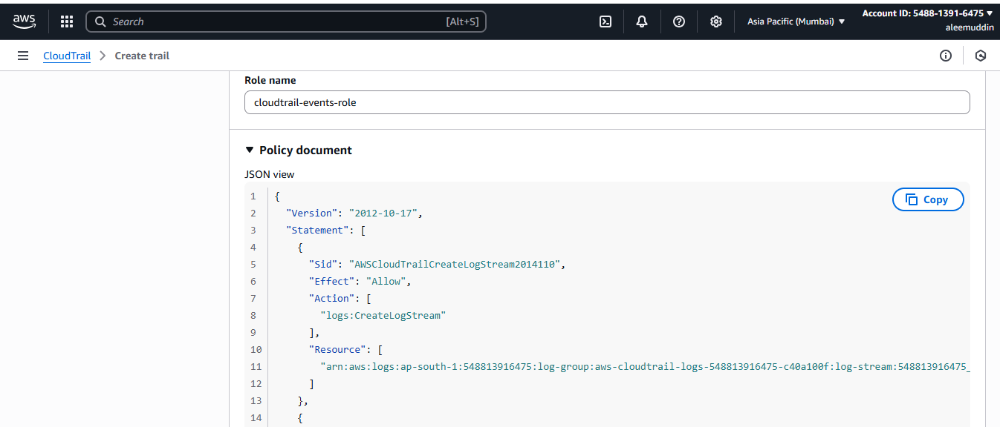 aws
Search [Alt+S]
Asia Pacific (Mumbai)
Account ID: 5488-1391-6475
aleemuddin
CloudTrail > Create trail
Role name
cloudtrail-events-role
Policy document
JSON view
Copy
1 {
2 "Version": "2012-10-17",
3 "Statement": [
4 {
5 "Sid": "AWSCloudTrailCreateLogStream2014110",
6 "Effect": "Allow",
7 "Action": [
8 "logs:CreateLogStream"
9 ],
10 "Resource": [
11 "arn:aws:logs:ap-south-1:548813916475:log-group:aws-cloudtrail-logs-548813916475-c40a100f:log-stream:548813916475_
12 ]
13 },
14 {